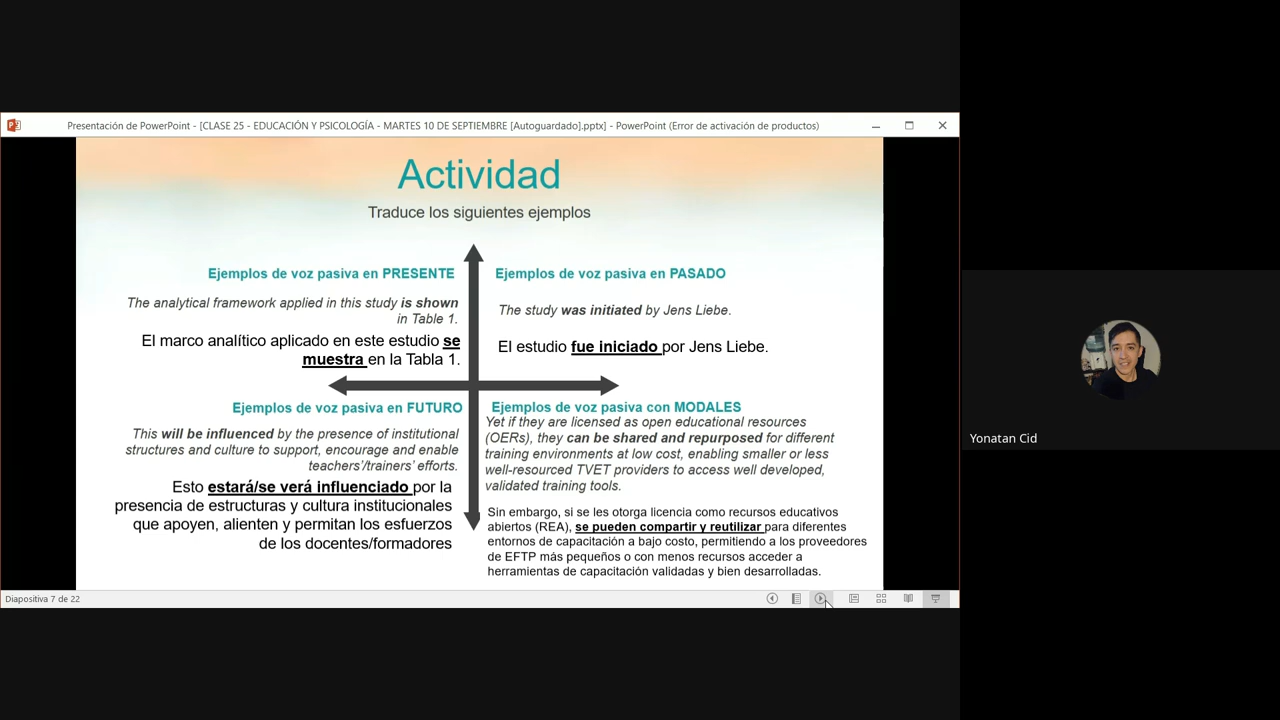 Presentación de PowerPoint - [CLASE 25 - EDUCACIÓN Y PSICOLOGÍA - MARTES 10 DE SEPTIEMBRE [Autoguardado].pptx] - PowerPoint (Error de activación de productos)
Actividad
Traduce los siguientes ejemplos
Ejemplos de voz pasiva en PRESENTE
The analytical framework applied in this study is shown
in Table 1.
El marco analítico aplicado en este estudio se
muestra en la Tabla 1.
Ejemplos de voz pasiva en PASADO
The study was initiated by Jens Liebe.
El estudio fue iniciado por Jens Liebe.
Ejemplos de voz pasiva en FUTURO
This will be influenced by the presence of institutional
structures and culture to support, encourage and enable
teachers'/trainers' efforts.
Esto estará/se verá influenciado por la
presencia de estructuras y cultura institucionales
que apoyen, alienten y permitan los esfuerzos
de los docentes/formadores
Ejemplos de voz pasiva con MODALES
Yet if they are licensed as open educational resources
(OERs), they can be shared and repurposed for different
training environments at low cost, enabling smaller or less
well-resourced TVET providers to access well developed,
validated training tools.
Sin embargo, si se les otorga licencia como recursos educativos
abiertos (REA), se pueden compartir y reutilizar para diferentes
entornos de capacitación a bajo costo, permitiendo a los proveedores
de EFTP más pequeños o con menos recursos acceder a
herramientas de capacitación validadas y bien desarrolladas.
Diapositiva 7 de 22
Yonatan Cid